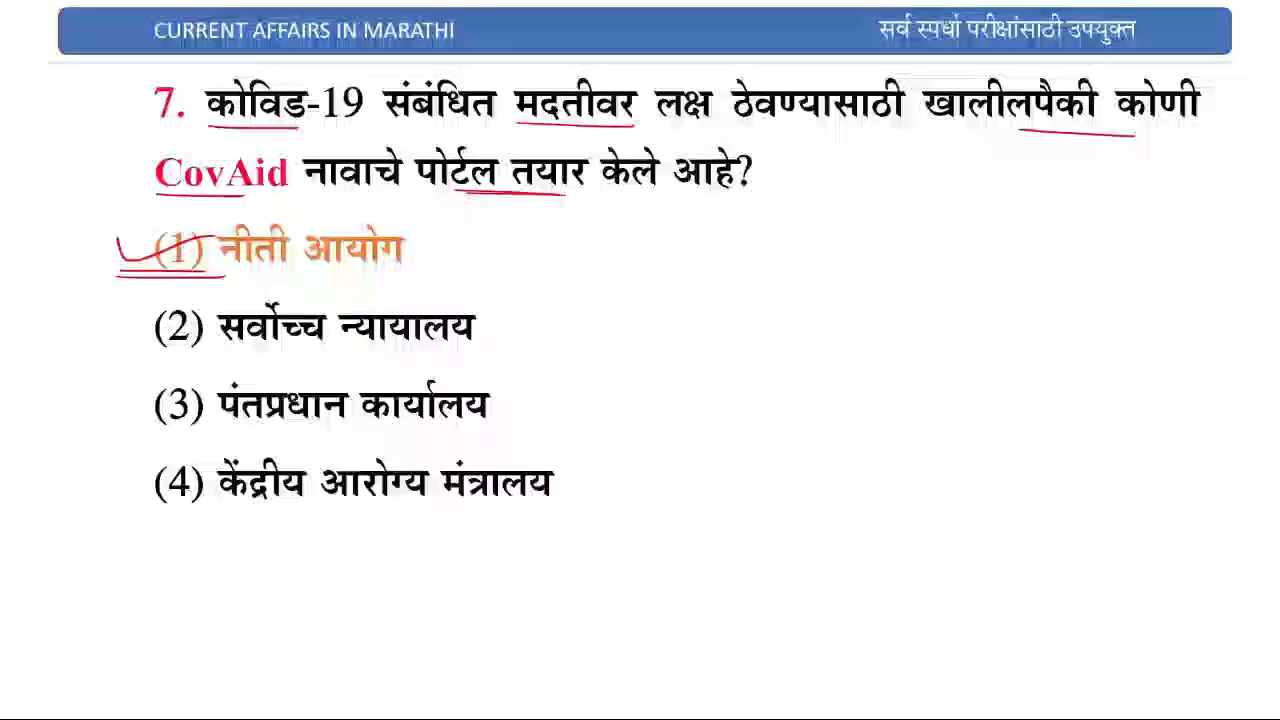 CURRENT AFFAIRS IN MARATHI
सर्व स्पर्धा परीक्षांसाठी उपयुक्त
7. कोविड-19 संबंधित मदतीवर लक्ष ठेवण्यासाठी खालीलपैकी कोणी
CovAid नावाचे पोर्टल तयार केले आहे?
(1) नीती आयोग
(2) सर्वोच्च न्यायालय
(3) पंतप्रधान कार्यालय
(4) केंद्रीय आरोग्य मंत्रालय